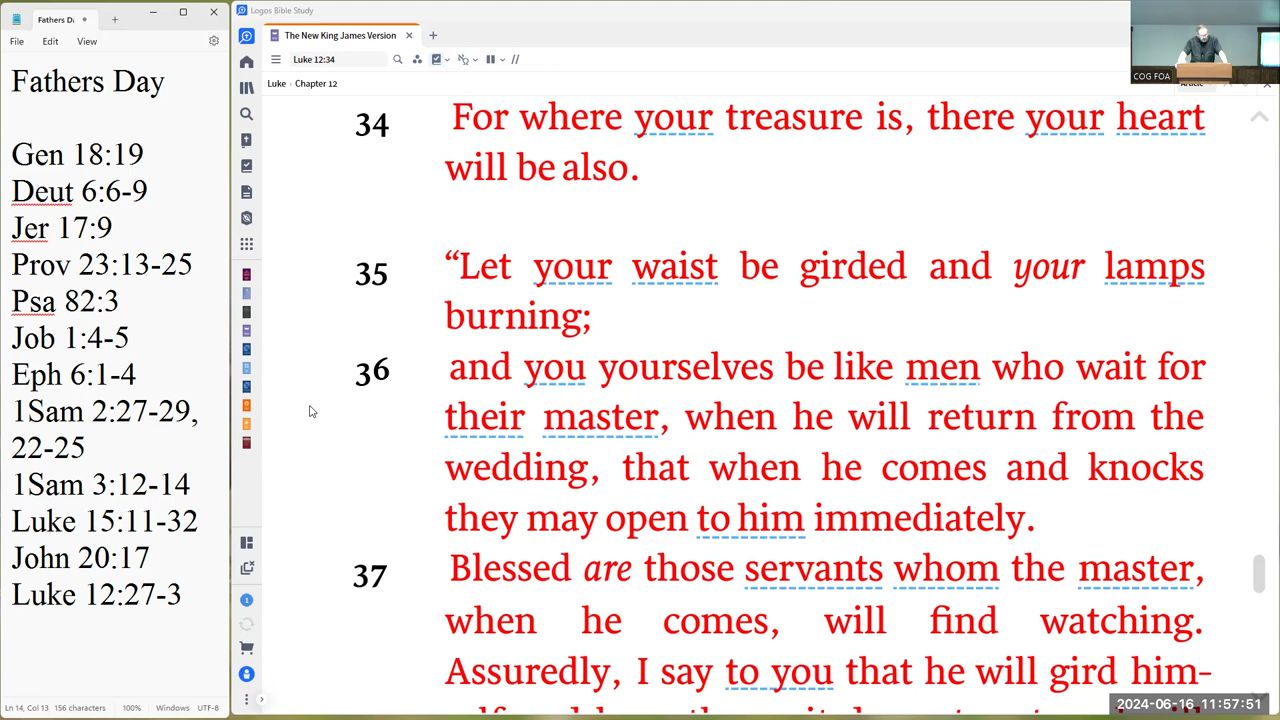 Fathers Da
File Edit View
Fathers Day
Gen 18:19
Deut 6:6-9
Jer 17:9
Prov 23:13-25
Psa 82:3
Job 1:4-5
Eph 6:1-4
1Sam 2:27-29,
22-25
1Sam 3:12-14
Luke 15:11-32
John 20:17
Luke 12:27-3
Ln 14, Col 13 156 characters 100% Windows UTF-8
Logos Bible Study
The New King James Version
Luke 12:34
Luke › Chapter 12
34 For where your treasure is, there your heart
will be also.
35 “Let your waist be girded and your lamps
burning;
36 and you yourselves be like men who wait for
their master, when he will return from the
wedding, that when he comes and knocks
they may open to him immediately.
37 Blessed are those servants whom the master,
when he comes, will find watching.
Assuredly, I say to you that he will gird him-
COG FOA
2024-06-16 11:57:51